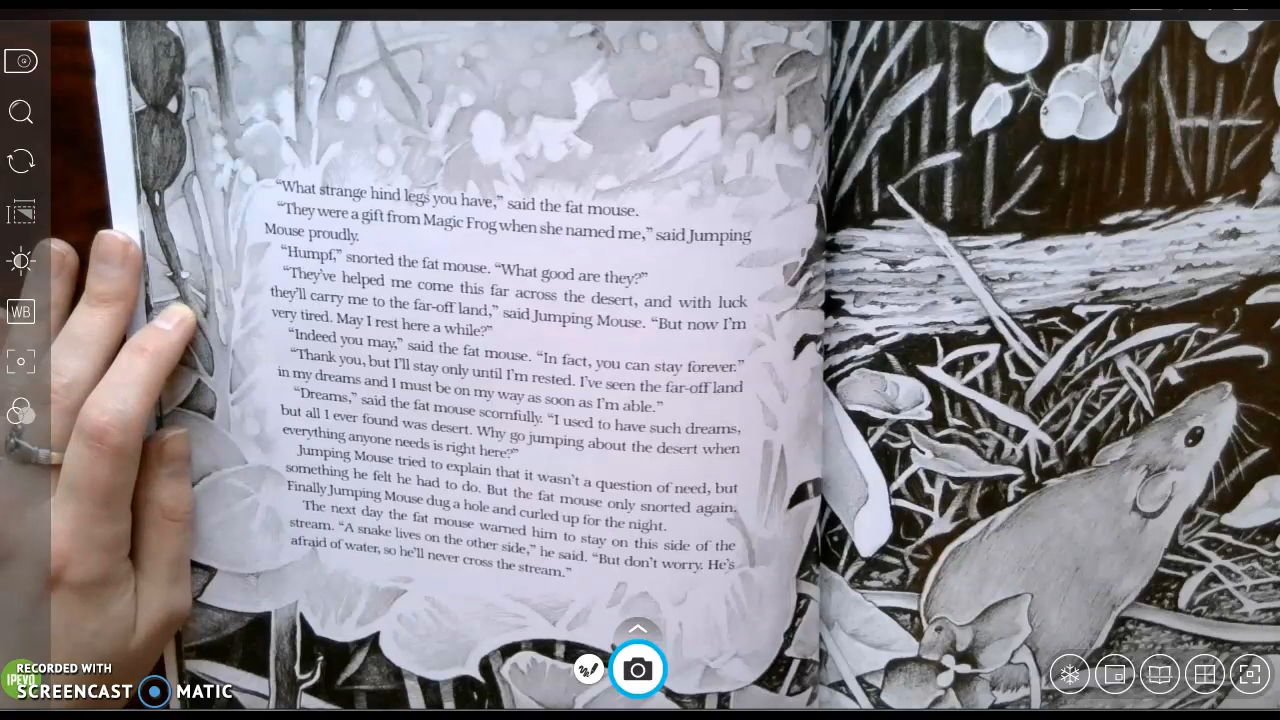 “What strange hind legs you have,” said the fat mouse.
“They were a gift from Magic Frog when she named me,” said Jumping
Mouse proudly.
“Humpf,” snorted the fat mouse. “What good are they?”
“They’ve helped me come this far across the desert, and with luck
they’ll carry me to the far-off land,” said Jumping Mouse. “But now I’m
very tired. May I rest here a while?”
“Indeed you may,” said the fat mouse. “In fact, you can stay forever.”
“Thank you, but I’ll stay only until I’m rested. I’ve seen the far-off land
in my dreams and I must be on my way as soon as I’m able.”
“Dreams,” said the fat mouse scornfully. “I used to have such dreams,
but all I ever found was desert. Why go jumping about the desert when
everything anyone needs is right here?”
Jumping Mouse tried to explain that it wasn’t a question of need, but
something he felt he had to do. But the fat mouse only snorted again.
Finally Jumping Mouse dug a hole and curled up for the night.
The next day the fat mouse warned him to stay on this side of the
stream. “A snake lives on the other side,” he said. “But don’t worry. He’s
afraid of water, so he’ll never cross the stream.”
WB
IPEVO
RECORDED WITH
SCREENCAST MATIC